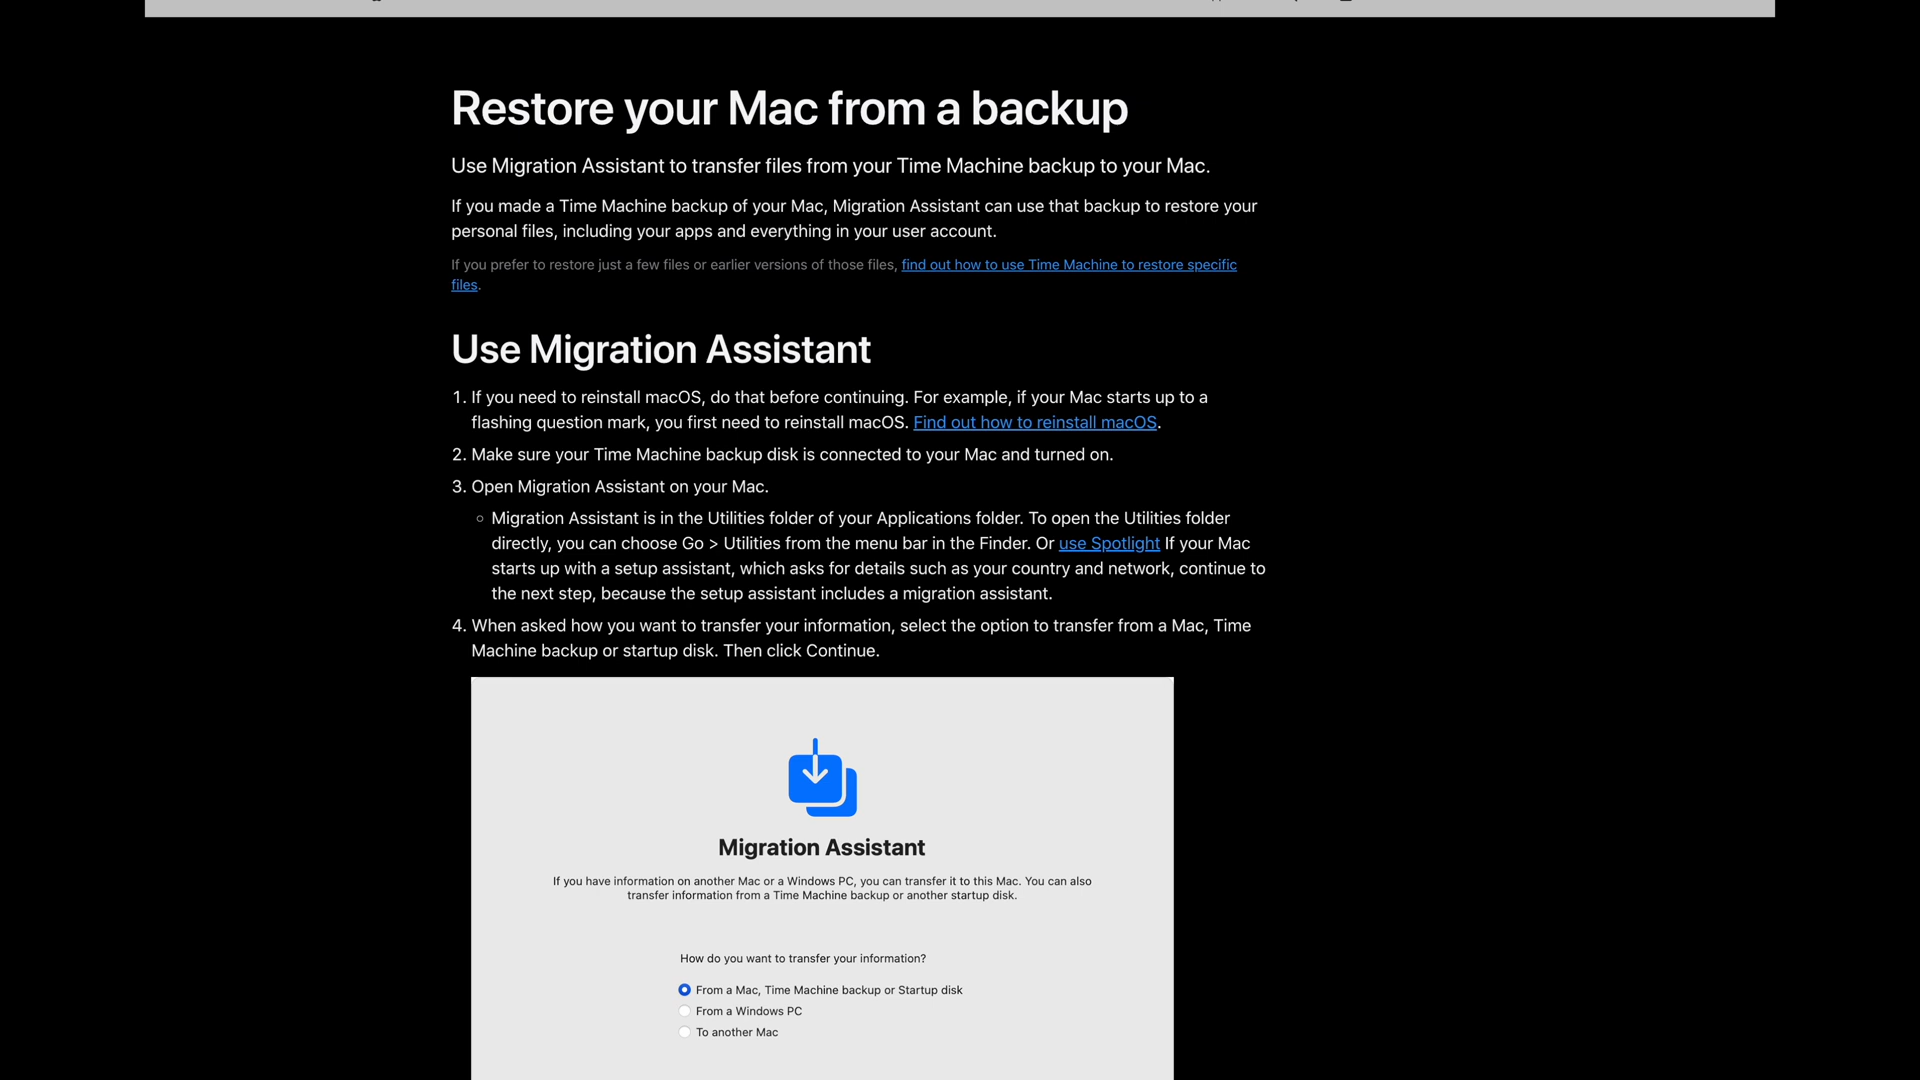 Restore your Mac from a backup
Use Migration Assistant to transfer files from your Time Machine backup to your Mac.
If you made a Time Machine backup of your Mac, Migration Assistant can use that backup to restore your
personal files, including your apps and everything in your user account.
If you prefer to restore just a few files or earlier versions of those files, find out how to use Time Machine to restore specific
files.
Use Migration Assistant
1. If you need to reinstall macOS, do that before continuing. For example, if your Mac starts up to a
flashing question mark, you first need to reinstall macOS. Find out how to reinstall macOS.
2. Make sure your Time Machine backup disk is connected to your Mac and turned on.
3. Open Migration Assistant on your Mac.
Migration Assistant is in the Utilities folder of your Applications folder. To open the Utilities folder
directly, you can choose Go > Utilities from the menu bar in the Finder. Or use Spotlight If your Mac
starts up with a setup assistant, which asks for details such as your country and network, continue to
the next step, because the setup assistant includes a migration assistant.
4. When asked how you want to transfer your information, select the option to transfer from a Mac, Time
Machine backup or startup disk. Then click Continue.
Migration Assistant
If you have information on another Mac or a Windows PC, you can transfer it to this Mac. You can also
transfer information from a Time Machine backup or another startup disk.
How do you want to transfer your information?
From a Mac, Time Machine backup or Startup disk
From a Windows PC
To another Mac